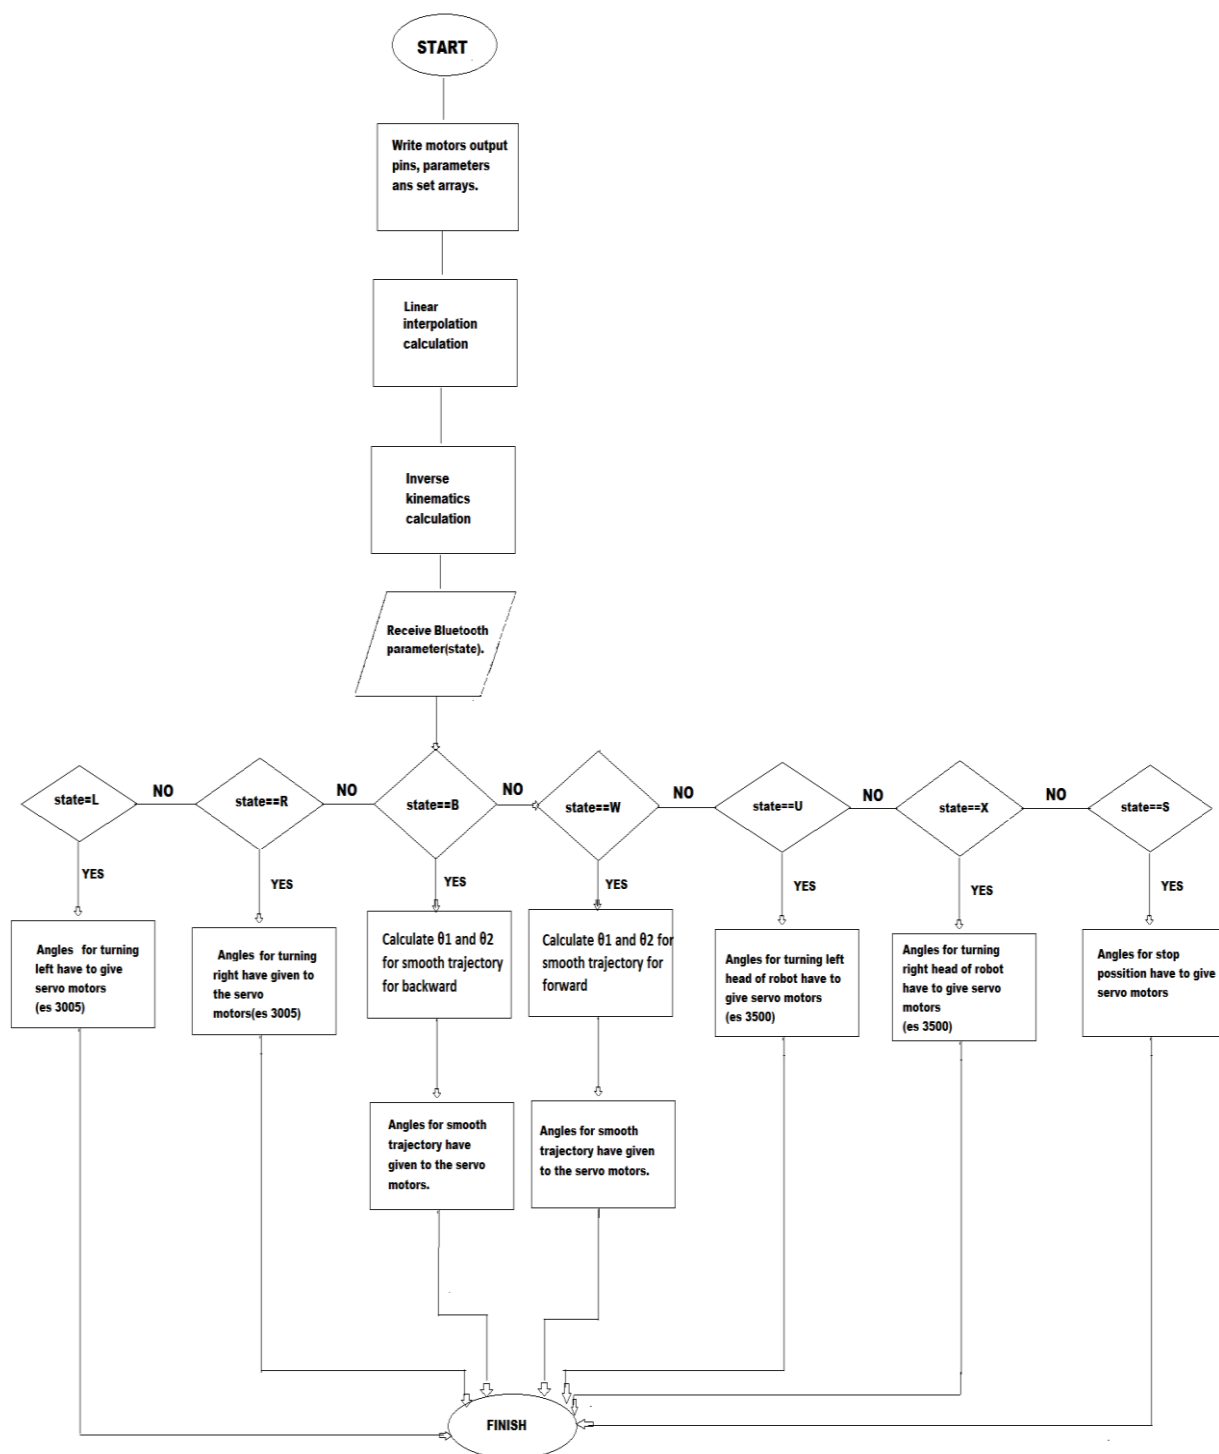 START
Write motors output
pins, parameters
ans set arrays.
Linear
interpolation
calculation
Inverse
kinematics
calculation
Receive Bluetooth
parameter(state).
state=L
NO
state==R
NO
state==B
NO
state==W
NO
state==U
NO
state==X
NO
state==S
YES
YES
YES
YES
YES
YES
YES
Angles for turning
left have to give
servo motors
(es 3005)
Angles for turning
right have given to
the servo
motors(es 3005)
Calculate θ1 and θ2
for smooth trajectory
for backward
Calculate θ1 and θ2 for
smooth trajectory for
forward
Angles for turning left
head of robot have to
give servo motors
(es 3500)
Angles for turning
right head of robot
have to give servo
motors
(es 3500)
Angles for stop
possition have to give
servo motors
Angles for smooth
trajectory have
given to the servo
motors.
Angles for smooth
trajectory have given
to the servo motors.
FINISH